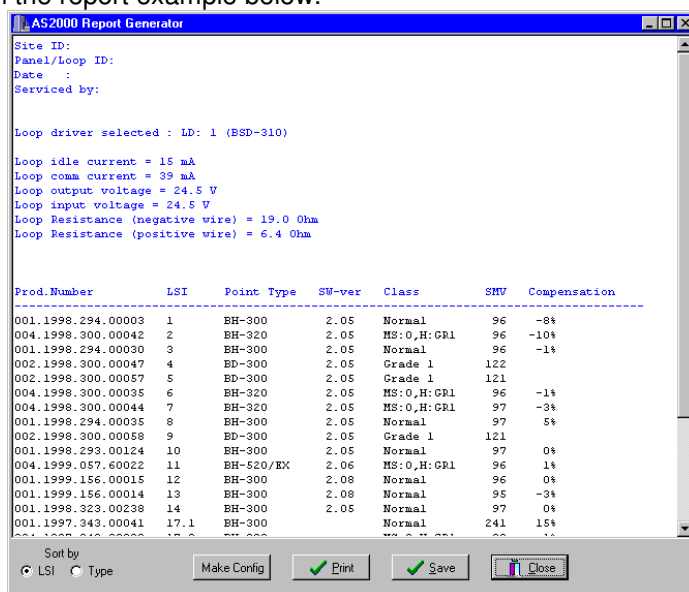 the report example below.
AS2000 Report Generator
Site ID:
Panel/Loop ID:
Date :
Serviced by:
Loop driver selected : LD: 1 (BSD-310)
Loop idle current = 15 mA
Loop comm current = 39 mA
Loop output voltage = 24.5 V
Loop input voltage = 24.5 V
Loop Resistance (negative wire) = 19.0 Ohm
Loop Resistance (positive wire) = 6.4 Ohm
Prod.Number LSI Point Type SW-ver Class SMV Compensation
001.1998.294.00003 1 BH-300 2.05 Normal 96 -8%
004.1998.300.00042 2 BH-320 2.05 MS:O,H:GR1 96 -10%
001.1998.294.00030 3 BH-300 2.05 Normal 96 -1%
002.1998.300.00047 4 BD-300 2.05 Grade 1 122
002.1998.300.00057 5 BD-300 2.05 Grade 1 121
004.1998.300.00035 6 BH-320 2.05 MS:O,H:GR1 96 -1%
004.1998.300.00044 7 BH-320 2.05 MS:O,H:GR1 97 -3%
001.1998.294.00035 8 BH-300 2.05 Normal 97 5%
002.1998.300.00058 9 BD-300 2.05 Grade 1 121
001.1998.293.00124 10 BH-300 2.05 Normal 97 0%
004.1999.057.60022 11 BH-520/EX 2.06 MS:O,H:GR1 96 1%
001.1999.156.00015 12 BH-300 2.08 Normal 96 0%
001.1999.156.00014 13 BH-300 2.08 Normal 95 -3%
001.1998.323.00238 14 BH-300 2.05 Normal 97 0%
001.1997.343.00041 17.1 BH-300 Normal 241 15%
Sort by
LSI Type Make Config Print Save Close